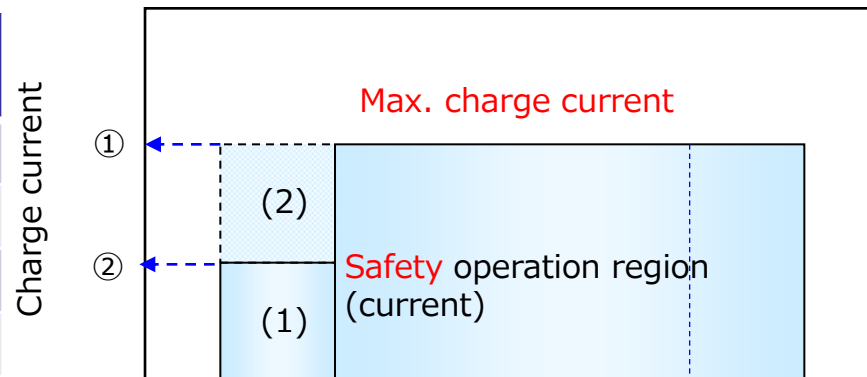 Charge current
Max. charge current
①
(2)
②
Safety operation region
(current)
(1)